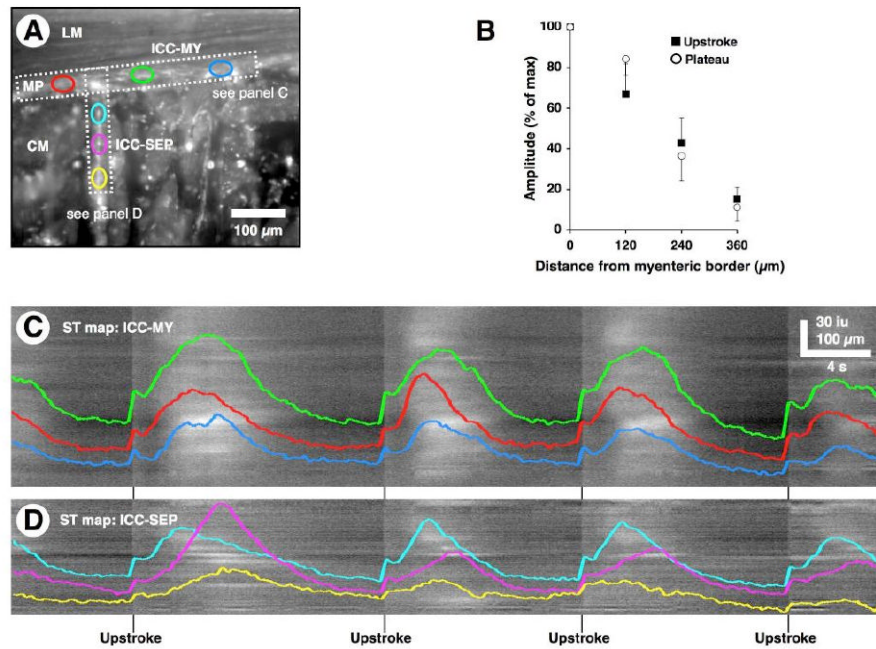 A
LM
ICC-MY
MP
see panel C
CM
ICC-SEP
see panel D
100 µm
B
Amplitude (% of max)
100
80
60
40
20
0
Upstroke
Plateau
0 120 240 360
Distance from myenteric border (µm)
C ST map: ICC-MY
30 iu
100 µm
4 s
D ST map: ICC-SEP
Upstroke Upstroke Upstroke Upstroke